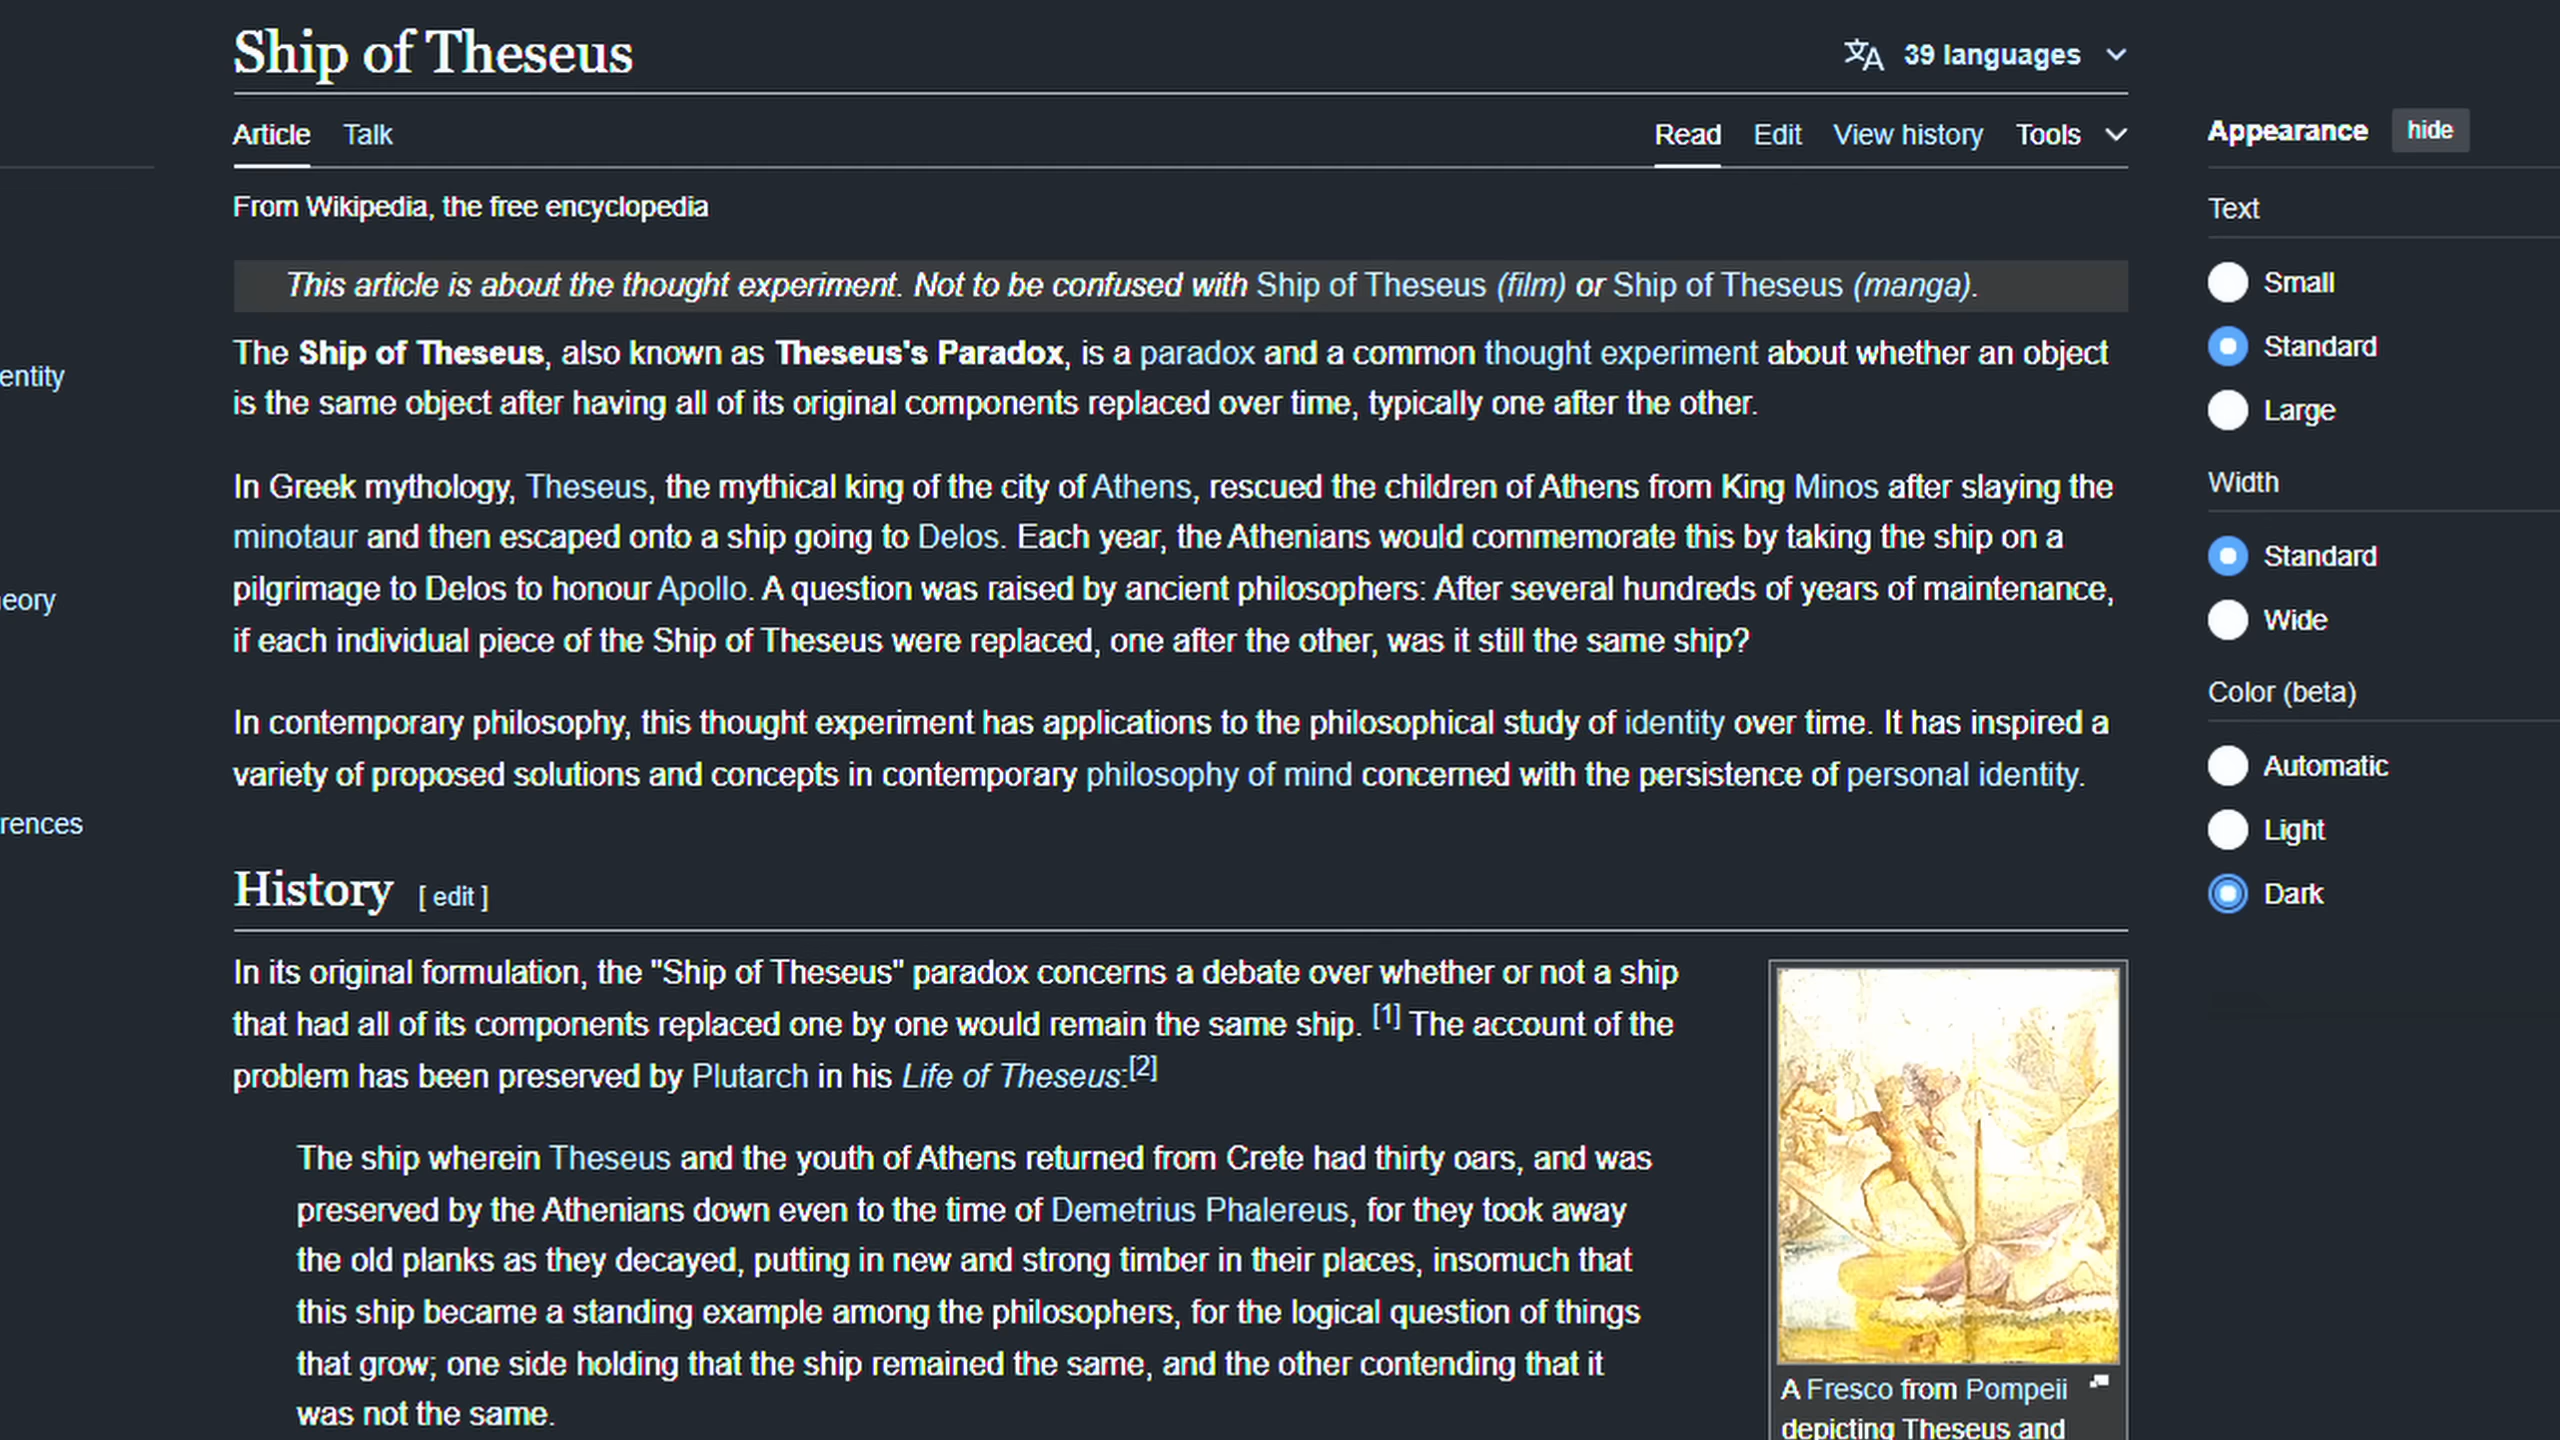 Ship of Theseus
39 languages
Article Talk
Read Edit View history Tools
From Wikipedia, the free encyclopedia
This article is about the thought experiment. Not to be confused with Ship of Theseus (film) or Ship of Theseus (manga).
The Ship of Theseus, also known as Theseus's Paradox, is a paradox and a common thought experiment about whether an object
is the same object after having all of its original components replaced over time, typically one after the other.
In Greek mythology, Theseus, the mythical king of the city of Athens, rescued the children of Athens from King Minos after slaying the
minotaur and then escaped onto a ship going to Delos. Each year, the Athenians would commemorate this by taking the ship on a
pilgrimage to Delos to honour Apollo. A question was raised by ancient philosophers: After several hundreds of years of maintenance,
if each individual piece of the Ship of Theseus were replaced, one after the other, was it still the same ship?
In contemporary philosophy, this thought experiment has applications to the philosophical study of identity over time. It has inspired a
variety of proposed solutions and concepts in contemporary philosophy of mind concerned with the persistence of personal identity.
History [ edit ]
In its original formulation, the "Ship of Theseus" paradox concerns a debate over whether or not a ship
that had all of its components replaced one by one would remain the same ship. [1] The account of the
problem has been preserved by Plutarch in his Life of Theseus:[2]
The ship wherein Theseus and the youth of Athens returned from Crete had thirty oars, and was
preserved by the Athenians down even to the time of Demetrius Phalereus, for they took away
the old planks as they decayed, putting in new and strong timber in their places, insomuch that
this ship became a standing example among the philosophers, for the logical question of things
that grow; one side holding that the ship remained the same, and the other contending that it
was not the same.
A Fresco from Pompeii
depicting Theseus and
entity
eory
rences
Appearance hide
Text
Small
Standard
Large
Width
Standard
Wide
Color (beta)
Automatic
Light
Dark